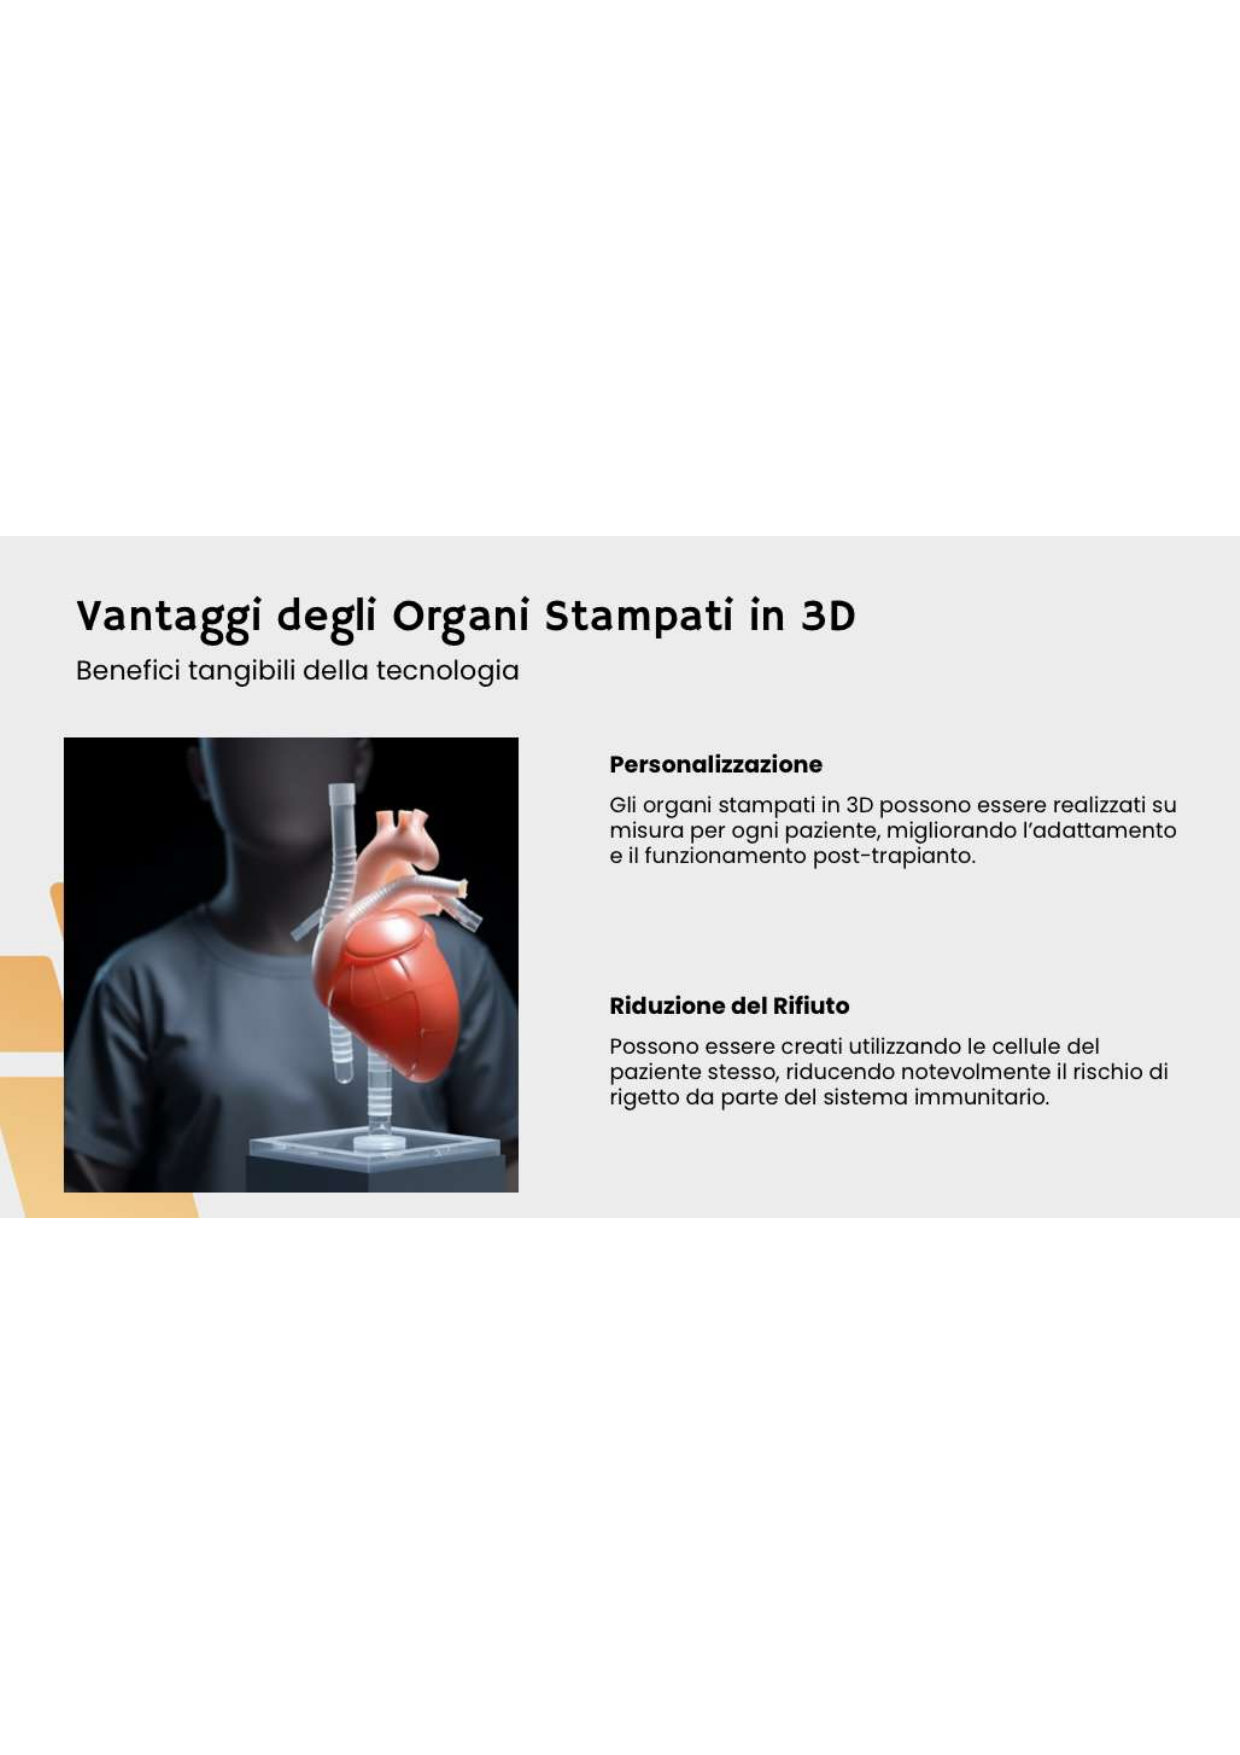 Vantaggi degli Organi Stampati in 3D
Benefici tangibili della tecnologia
Personalizzazione
Gli organi stampati in 3D possono essere realizzati su
misura per ogni paziente, migliorando l'adattamento
e il funzionamento post-trapianto.
Riduzione del Rifiuto
Possono essere creati utilizzando le cellule del
paziente stesso, riducendo notevolmente il rischio di
rigetto da parte del sistema immunitario.